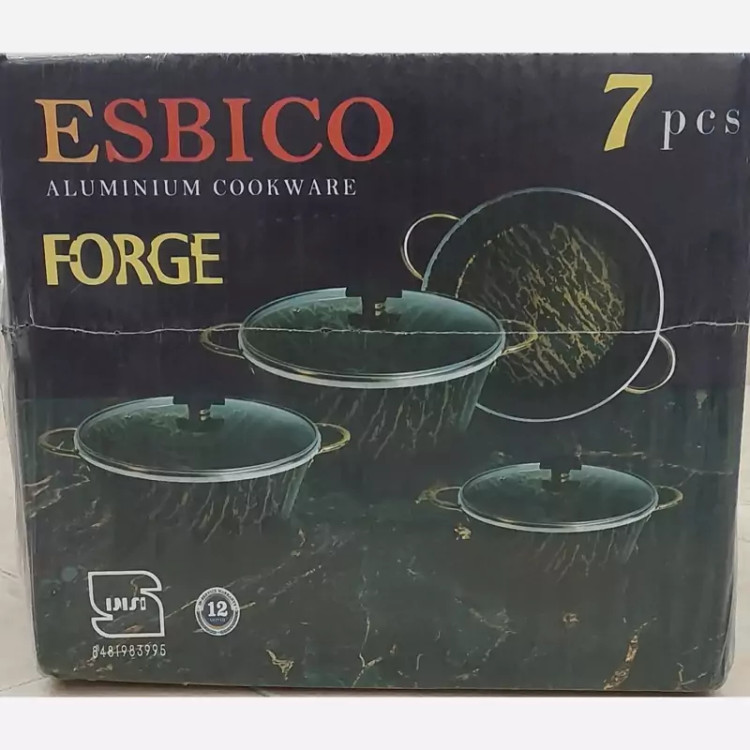 ESBICO
7 pcs
ALUMINIUM COOKWARE
FORGE
12
8481983995